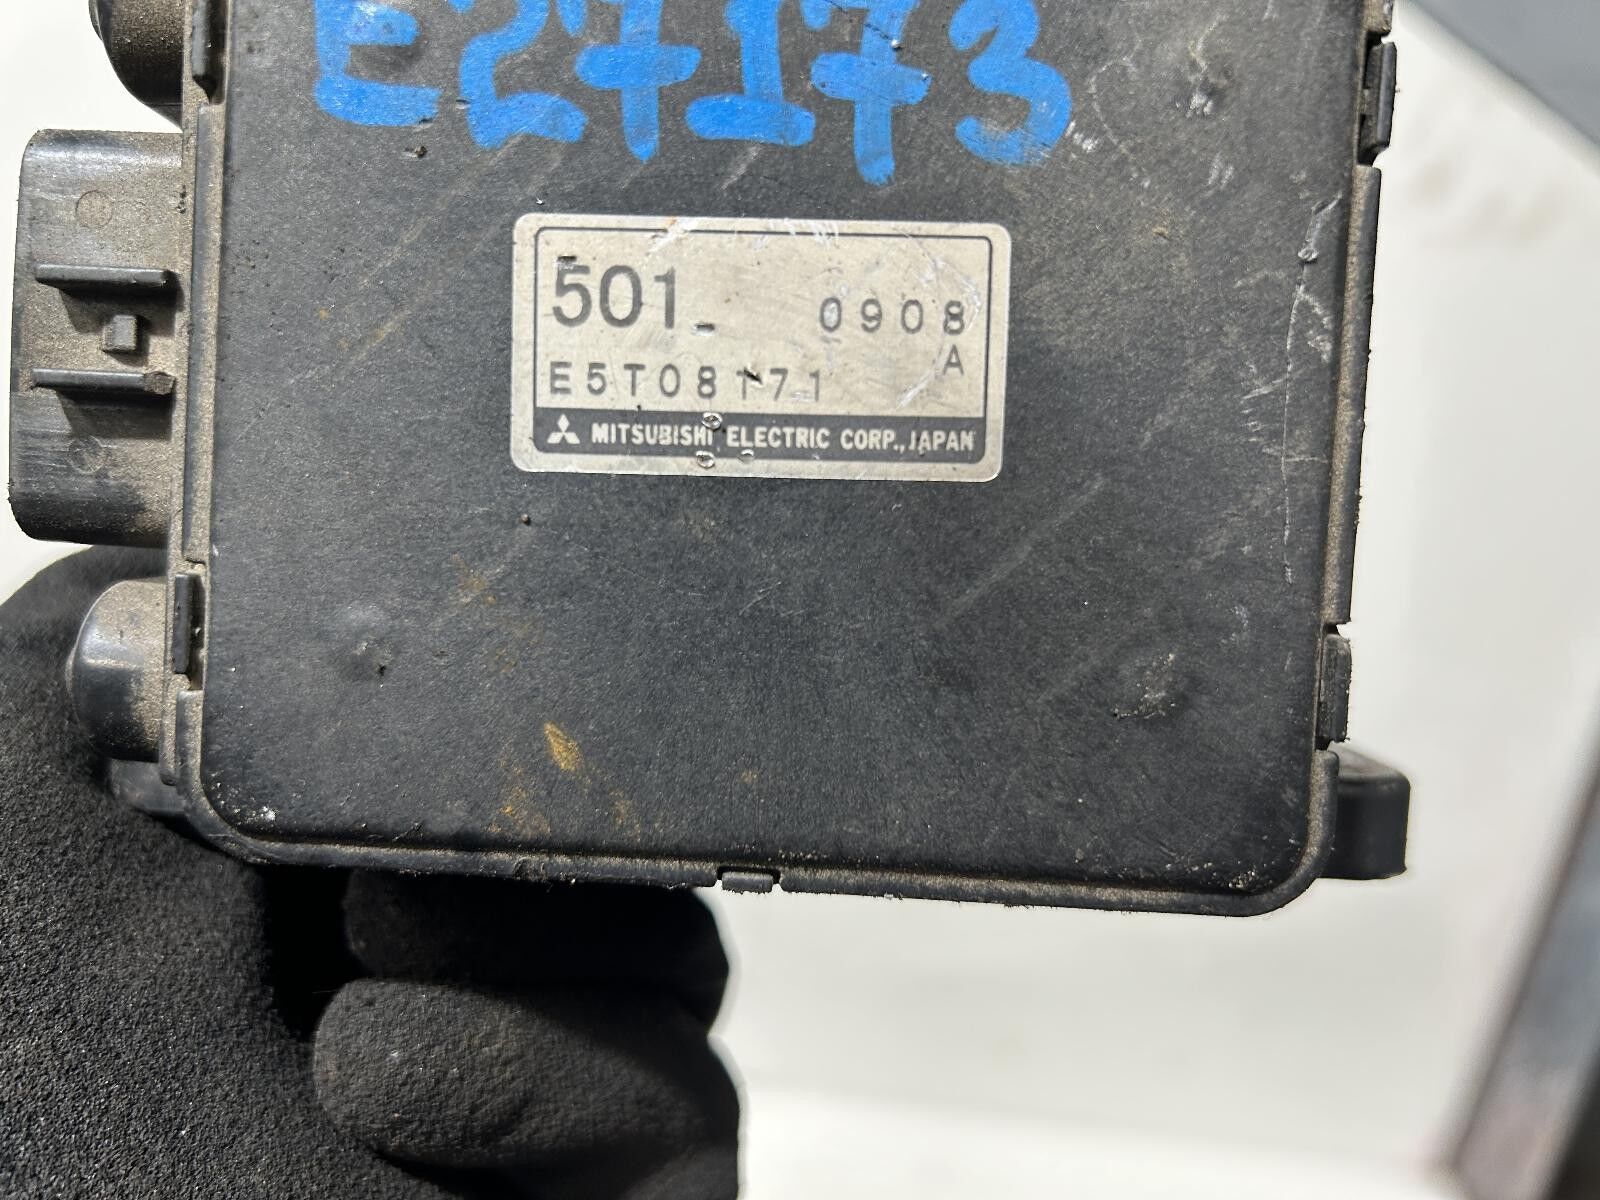 E27173
501
0908
A
E5T08171
MITSUBISHI ELECTRIC CORP., JAPAN